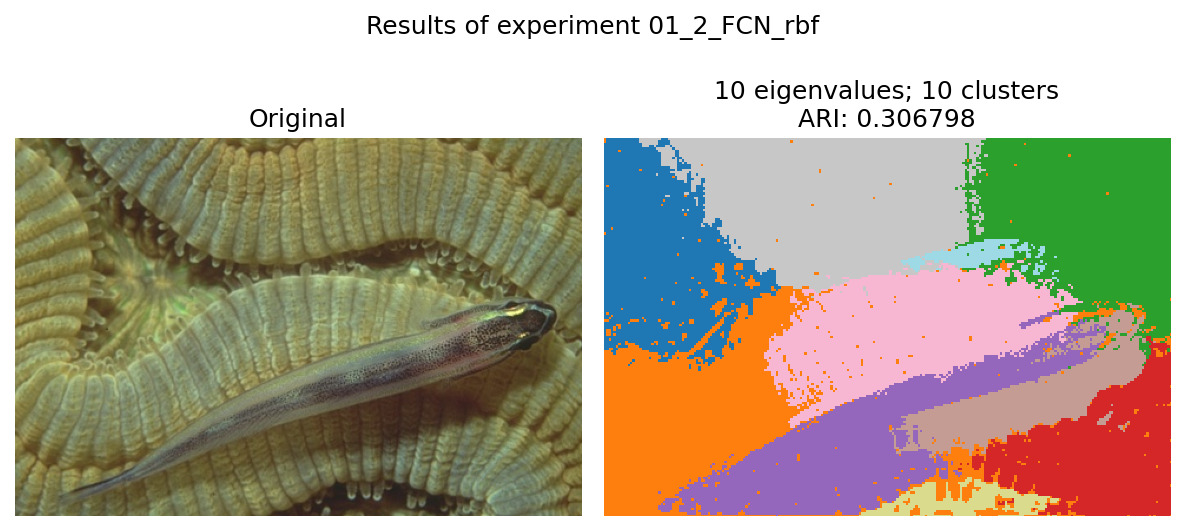 Results of experiment 01_2_FCN_rbf
Original
10 eigenvalues; 10 clusters
ARI: 0.306798